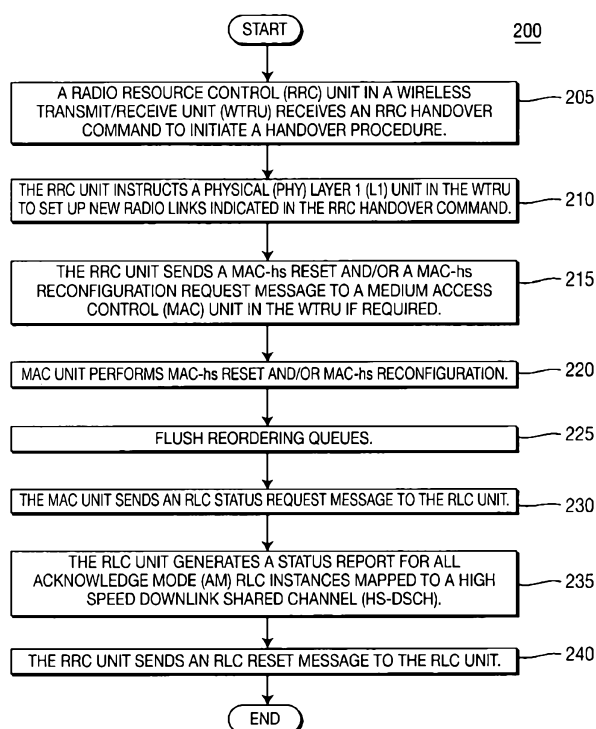 START
200
A RADIO RESOURCE CONTROL (RRC) UNIT IN A WIRELESS
TRANSMIT/RECEIVE UNIT (WTRU) RECEIVES AN RRC HANDOVER
COMMAND TO INITIATE A HANDOVER PROCEDURE.
205
THE RRC UNIT INSTRUCTS A PHYSICAL (PHY) LAYER 1 (L1) UNIT IN THE WTRU
TO SET UP NEW RADIO LINKS INDICATED IN THE RRC HANDOVER COMMAND.
210
THE RRC UNIT SENDS A MAC-hs RESET AND/OR A MAC-hs
RECONFIGURATION REQUEST MESSAGE TO A MEDIUM ACCESS
CONTROL (MAC) UNIT IN THE WTRU IF REQUIRED.
215
MAC UNIT PERFORMS MAC-hs RESET AND/OR MAC-hs RECONFIGURATION.
220
FLUSH REORDERING QUEUES.
225
THE MAC UNIT SENDS AN RLC STATUS REQUEST MESSAGE TO THE RLC UNIT.
230
THE RLC UNIT GENERATES A STATUS REPORT FOR ALL
ACKNOWLEDGE MODE (AM) RLC INSTANCES MAPPED TO A HIGH
SPEED DOWNLINK SHARED CHANNEL (HS-DSCH).
235
THE RRC UNIT SENDS AN RLC RESET MESSAGE TO THE RLC UNIT.
240
END